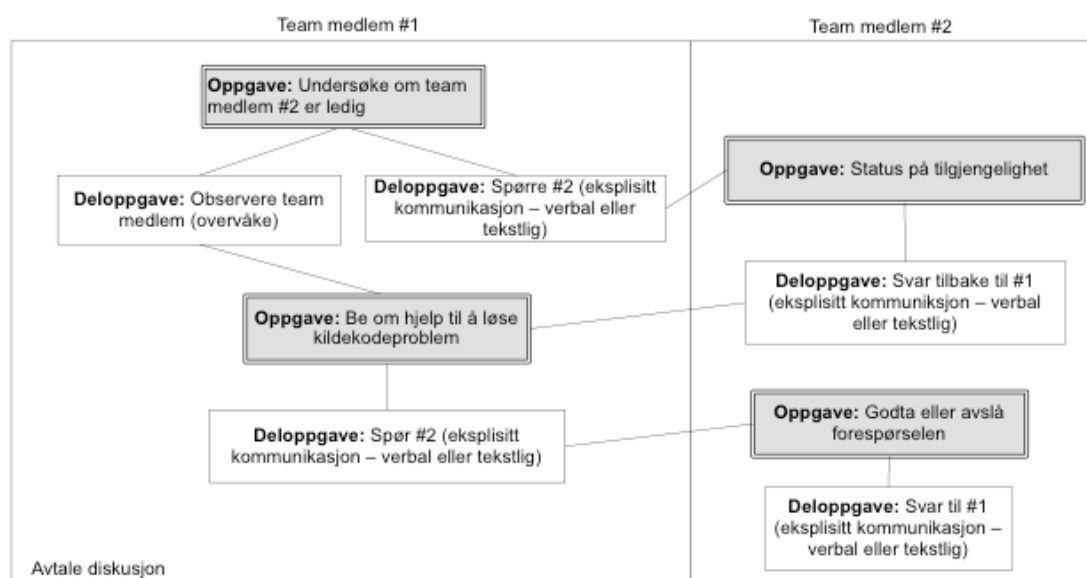 Team medlem #1
Team medlem #2
Oppgave: Undersøke om team
medlem #2 er ledig
Oppgave: Status på tilgjengelighet
Deloppgave: Observere team
medlem (overvåke)
Deloppgave: Spørre #2 (eksplisitt
kommunikasjon – verbal eller
tekstlig)
Deloppgave: Svar tilbake til #1
(eksplisitt kommuniksjon – verbal
eller tekstlig)
Oppgave: Be om hjelp til å løse
kildekodeproblem
Oppgave: Godta eller avslå
forespørselen
Deloppgave: Spør #2 (eksplisitt
kommunikasjon – verbal eller tekstlig)
Deloppgave: Svar til #1
(eksplisitt kommunikasjon –
verbal eller tekstlig)
Avtale diskusjon